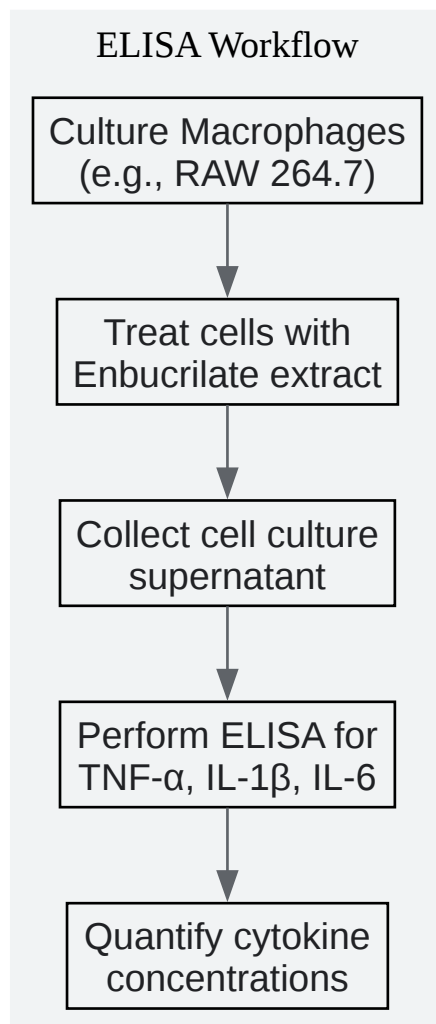 ELISA Workflow
Culture Macrophages
(e.g., RAW 264.7)
Treat cells with
Enbucrilate extract
Collect cell culture
supernatant
Perform ELISA for
TNF-α, IL-1β, IL-6
Quantify cytokine
concentrations